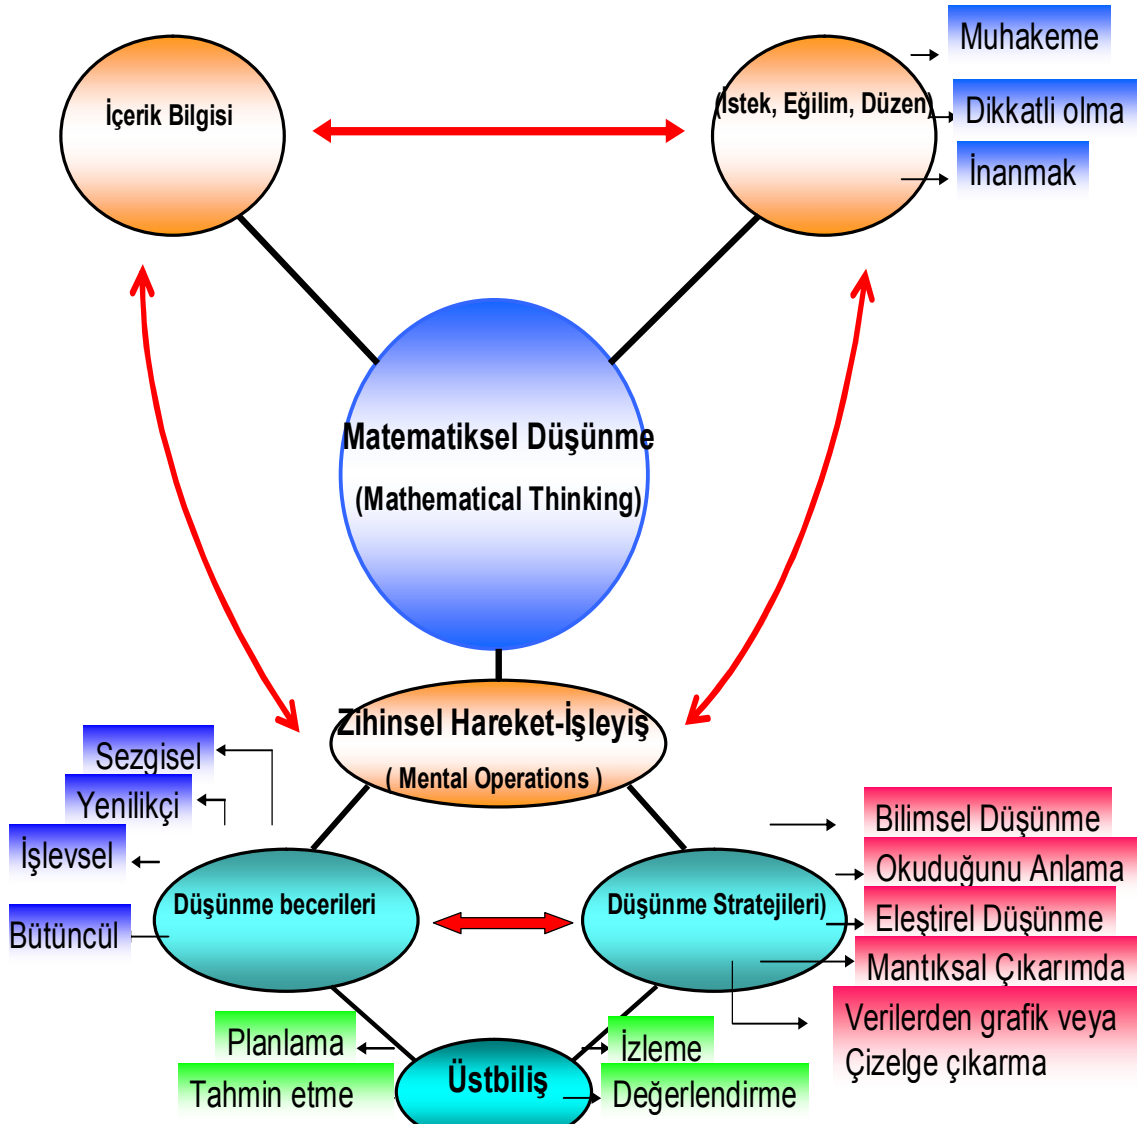 Muhakeme
İçerik Bilgisi
(İstek, Eğilim, Düzen)
Dikkatli olma
İnanmak
Matematiksel Düşünme
(Mathematical Thinking)
Zihinsel Hareket-İşleyiş
( Mental Operations )
Sezgisel
Yenilikçi
İşlevsel
Bütüncül
Düşünme becerileri
Düşünme Stratejileri)
Bilimsel Düşünme
Okuduğunu Anlama
Eleştirel Düşünme
Mantıksal Çıkarımda
Verilerden grafik veya
Çizelge çıkarma
Planlama
Tahmin etme
Üstbiliş
İzleme
Değerlendirme